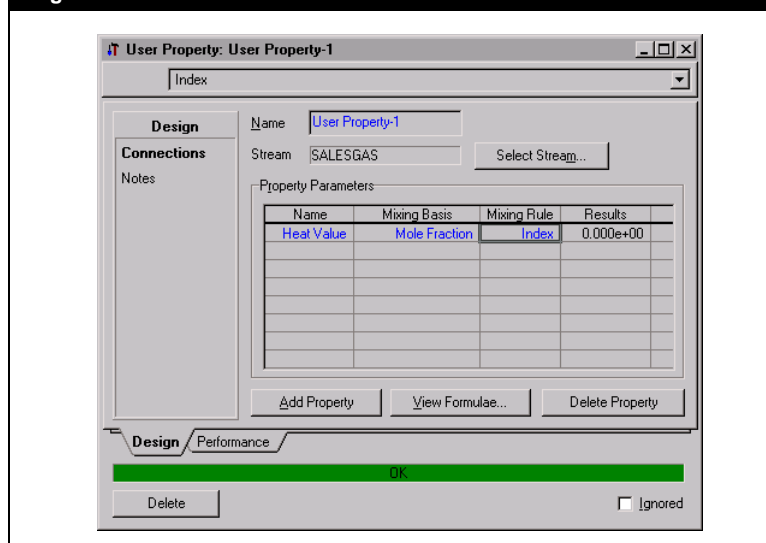 User Property: User Property-1
Index
Design
Connections
Notes
Name User Property-1
Stream SALESGAS Select Stream...
Property Parameters
Name Mixing Basis Mixing Rule Results
Heat Value Mole Fraction Index 0.000e+00
Add Property View Formulae... Delete Property
Design Performance
OK
Delete Ignored